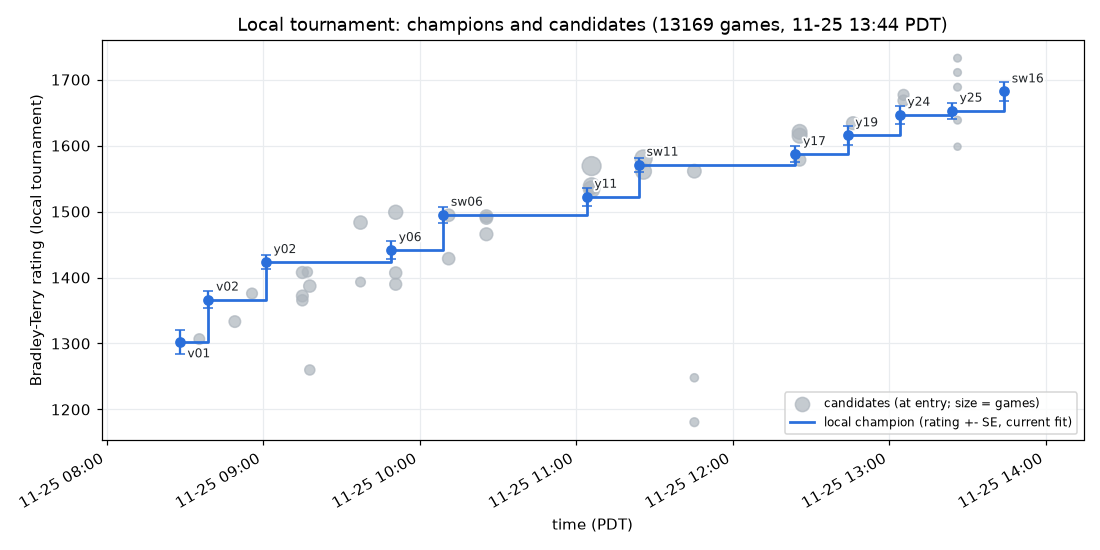 Local tournament: champions and candidates (13169 games, 11-25 13:44 PDT)
Bradley-Terry rating (local tournament)
1700
1600
1500
1400
1300
1200
v01
v02
y02
y06
sw06
y11
sw11
y17
y19
y24
y25
sw16
candidates (at entry; size = games)
local champion (rating +- SE, current fit)
11-25 08:00
11-25 09:00
11-25 10:00
11-25 11:00
11-25 12:00
11-25 13:00
11-25 14:00
time (PDT)